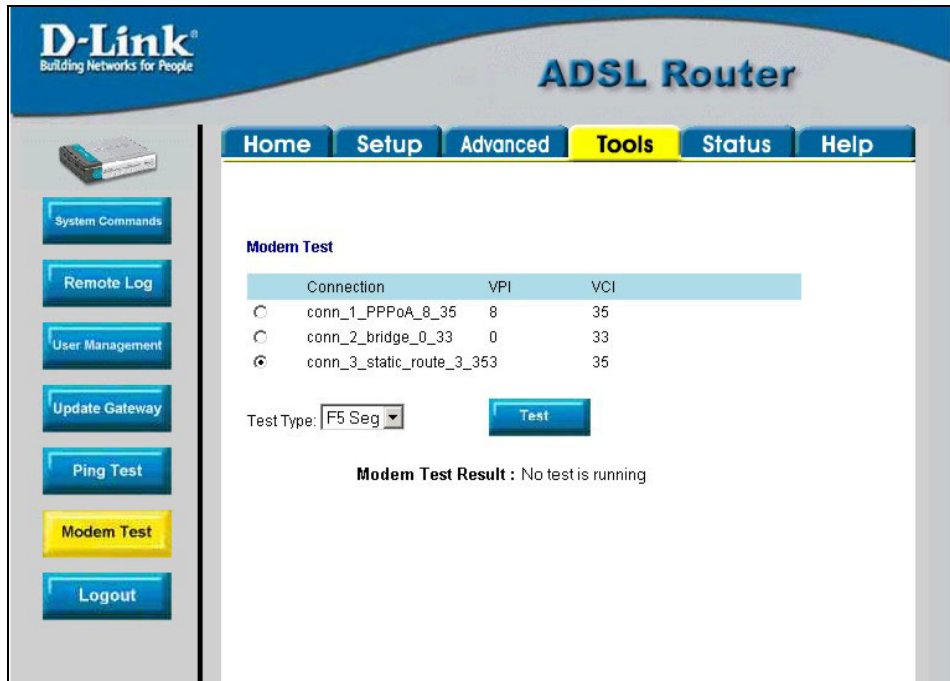 D-Link®
Building Networks for People
ADSL Router
Home Setup Advanced Tools Status Help
System Commands
Remote Log
User Management
Update Gateway
Ping Test
Modem Test
Logout
Modem Test
Connection VPI VCI
conn_1_PPPoA_8_35 8 35
conn_2_bridge_0_33 0 33
conn_3_static_route_3_353 35
Test Type: F5 Seg Test
Modem Test Result : No test is running